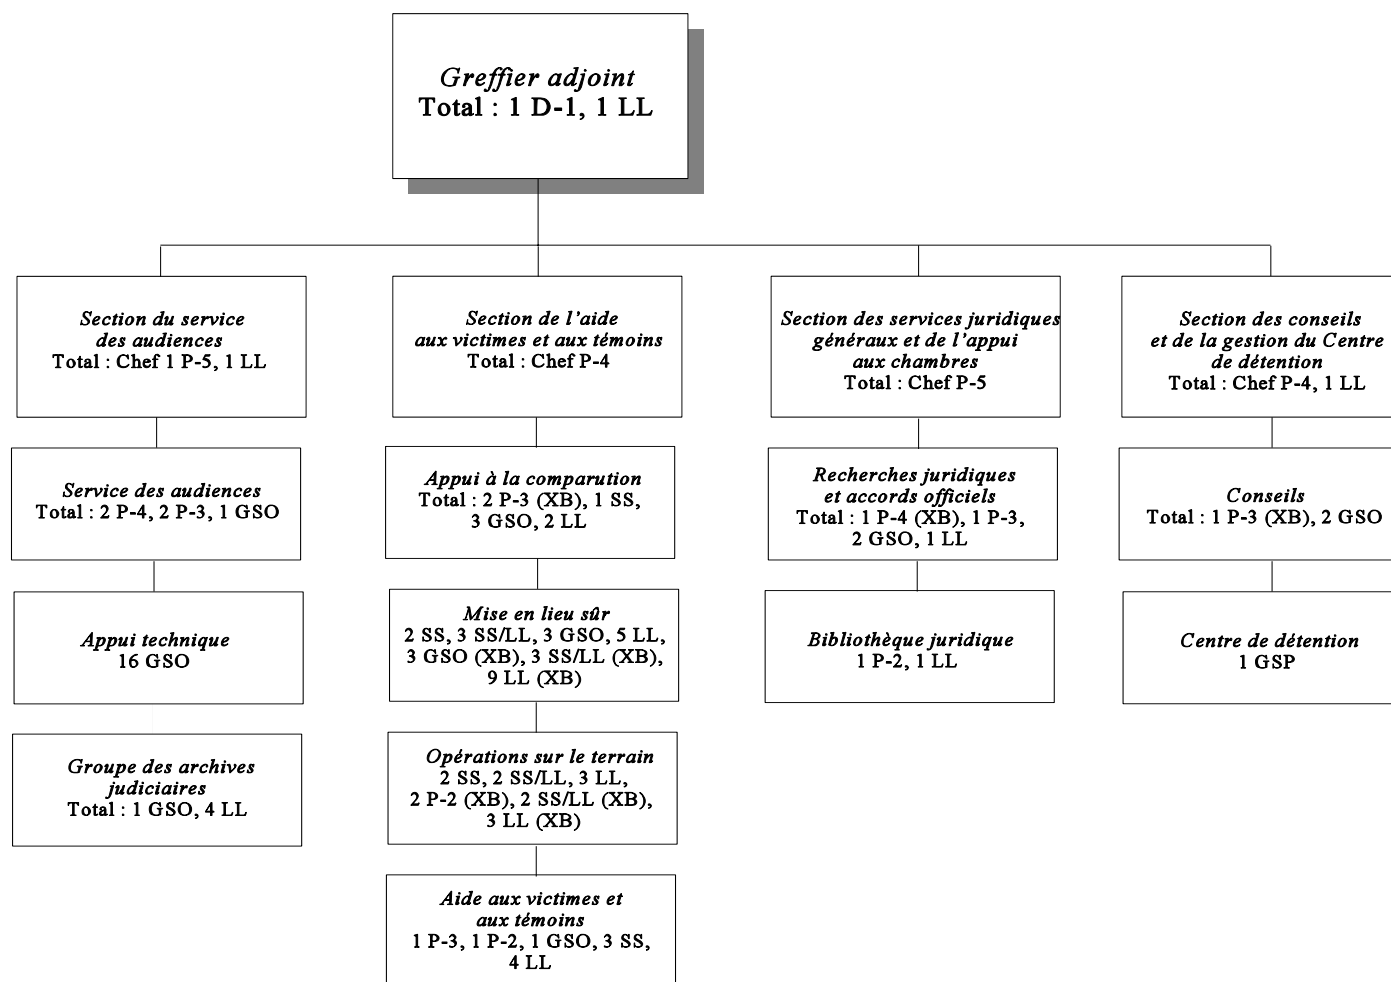 Greffier adjoint
Total : 1 D-1, 1 LL
Section du service
des audiences
Total : Chef 1 P-5, 1 LL
Service des audiences
Total : 2 P-4, 2 P-3, 1 GSO
Appui technique
16 GSO
Groupe des archives
judiciaires
Total : 1 GSO, 4 LL
Section de l'aide
aux victimes et aux témoins
Total : Chef P-4
Appui à la comparution
Total : 2 P-3 (XB), 1 SS,
3 GSO, 2 LL
Mise en lieu sûr
2 SS, 3 SS/LL, 3 GSO, 5 LL,
3 GSO (XB), 3 SS/LL (XB),
9 LL (XB)
Opérations sur le terrain
2 SS, 2 SS/LL, 3 LL,
2 P-2 (XB), 2 SS/LL (XB),
3 LL (XB)
Aide aux victimes et
aux témoins
1 P-3, 1 P-2, 1 GSO, 3 SS,
4 LL
Section des services juridiques
généraux et de l'appui
aux chambres
Total : Chef P-5
Recherches juridiques
et accords officiels
Total : 1 P-4 (XB), 1 P-3,
2 GSO, 1 LL
Bibliothèque juridique
1 P-2, 1 LL
Section des conseils
et de la gestion du Centre
de détention
Total : Chef P-4, 1 LL
Conseils
Total : 1 P-3 (XB), 2 GSO
Centre de détention
1 GSP